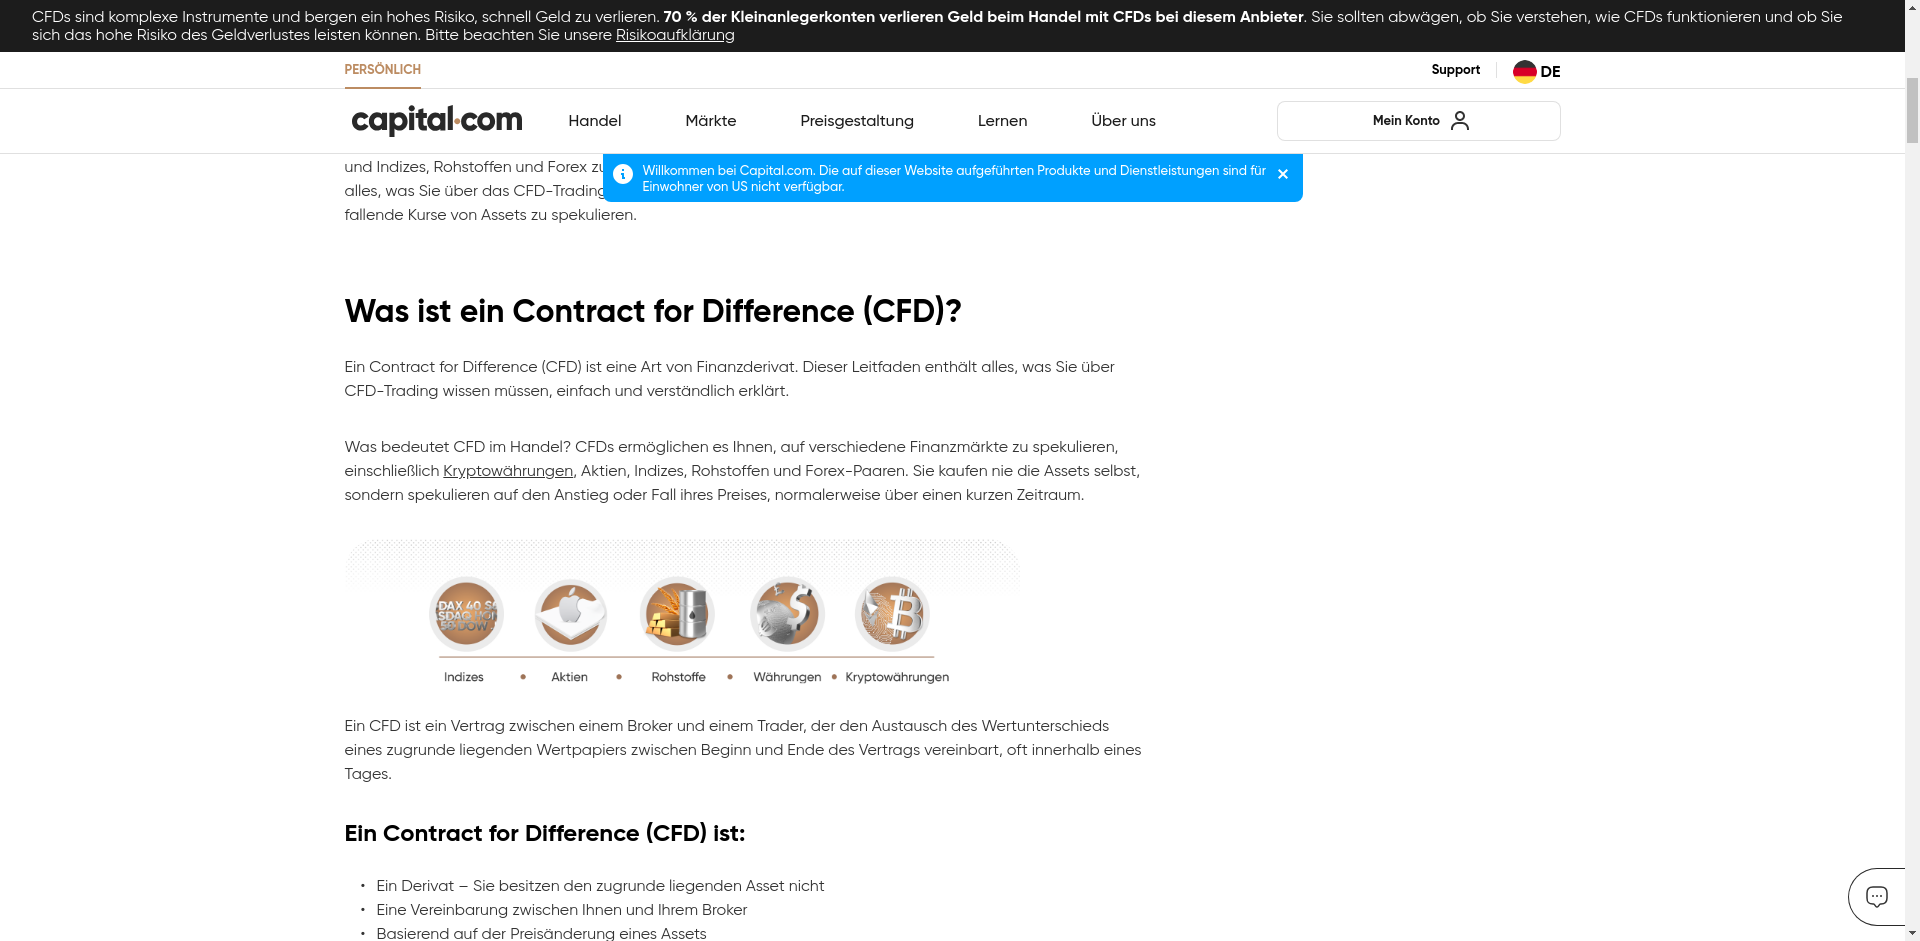 CFDs sind komplexe Instrumente und bergen ein hohes Risiko, schnell Geld zu verlieren. 70 % der Kleinanlegerkonten verlieren Geld beim Handel mit CFDs bei diesem Anbieter. Sie sollten abwägen, ob Sie verstehen, wie CFDs funktionieren und ob Sie
sich das hohe Risiko des Geldverlustes leisten können. Bitte beachten Sie unsere Risikoaufklärung
PERSÖNLICH
Support
DE
capital.com
Handel
Märkte
Preisgestaltung
Lernen
Über uns
Mein Konto
Willkommen bei Capital.com. Die auf dieser Website aufgeführten Produkte und Dienstleistungen sind für
Einwohner von US nicht verfügbar.
und Indizes, Rohstoffen und Forex
alles, was Sie über das CFD-Trading
fallende Kurse von Assets zu spekulieren.
Was ist ein Contract for Difference (CFD)?
Ein Contract for Difference (CFD) ist eine Art von Finanzderivat. Dieser Leitfaden enthält alles, was Sie über
CFD-Trading wissen müssen, einfach und verständlich erklärt.
Was bedeutet CFD im Handel? CFDs ermöglichen es Ihnen, auf verschiedene Finanzmärkte zu spekulieren,
einschließlich Kryptowährungen, Aktien, Indizes, Rohstoffen und Forex-Paaren. Sie kaufen nie die Assets selbst,
sondern spekulieren auf den Anstieg oder Fall ihres Preises, normalerweise über einen kurzen Zeitraum.
DAX 40
Indizes • Aktien • Rohstoffe • Währungen • Kryptowährungen
Ein CFD ist ein Vertrag zwischen einem Broker und einem Trader, der den Austausch des Wertunterschieds
eines zugrunde liegenden Wertpapiers zwischen Beginn und Ende des Vertrags vereinbart, oft innerhalb eines
Tages.
Ein Contract for Difference (CFD) ist:
• Ein Derivat – Sie besitzen den zugrunde liegenden Asset nicht
• Eine Vereinbarung zwischen Ihnen und Ihrem Broker
• Basierend auf der Preisänderung eines Assets